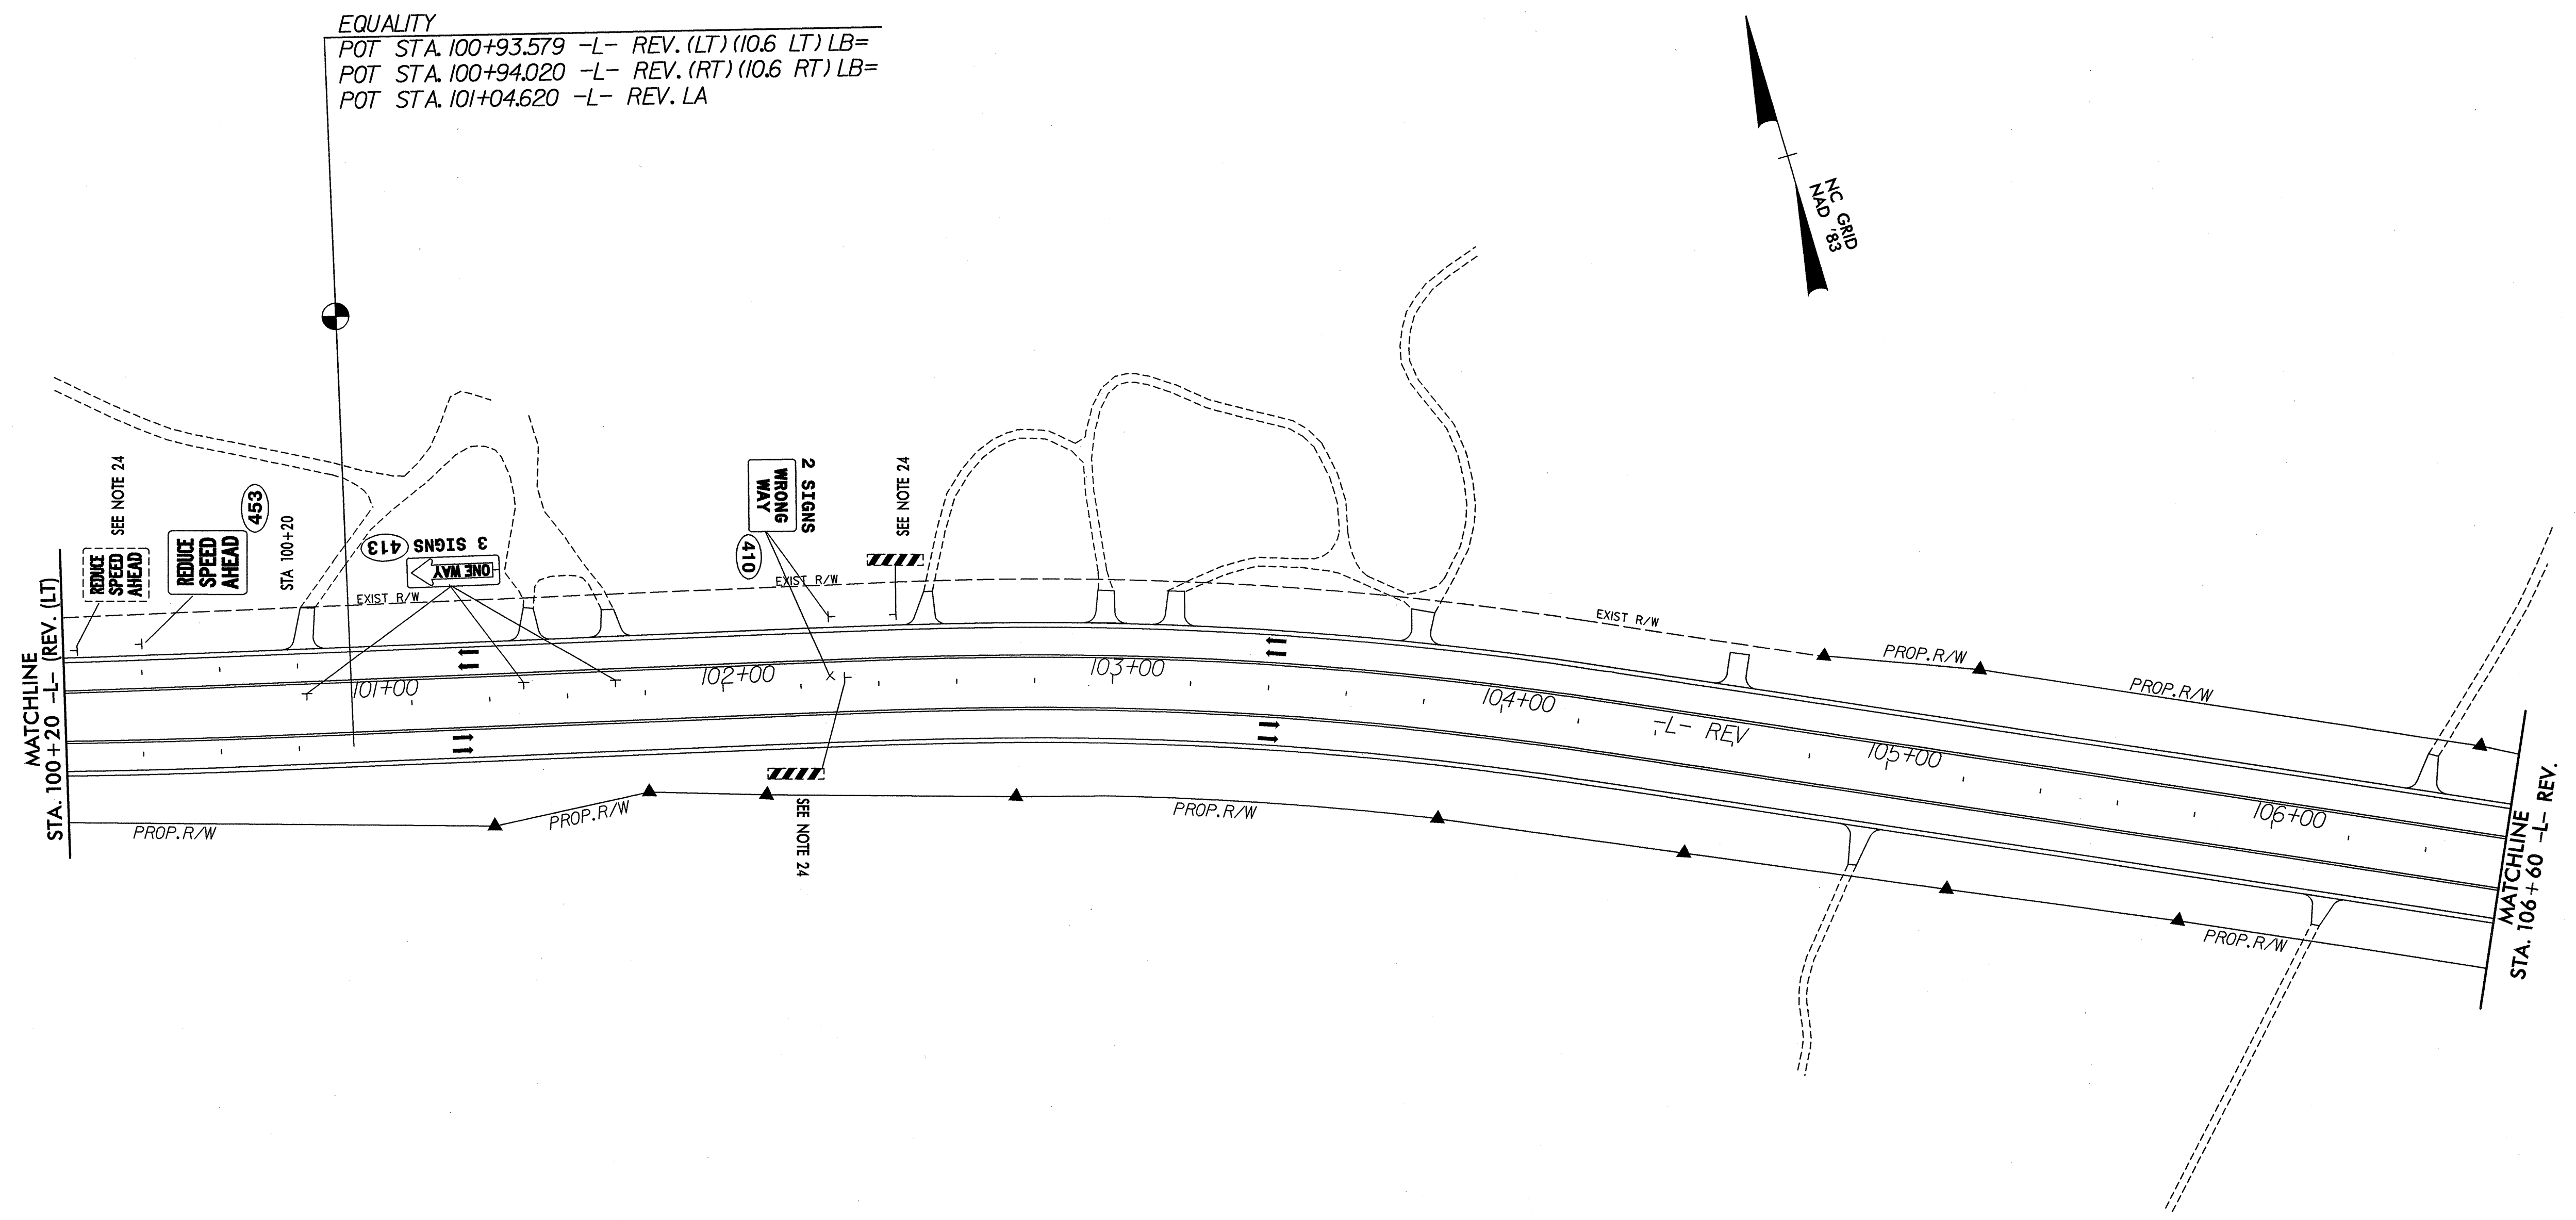 EQUALITY
POT STA. 100+93.579 -L- REV. (LT) (10.6 LT) LB=
POT STA. 100+94.020 -L- REV. (RT) (10.6 RT) LB=
POT STA. 101+04.620 -L- REV. LA
NC GRID
NAD '83
MATCHLINE
STA. 100+20 -L- (REV. (LT)
REDUCE
SPEED
AHEAD
SEE NOTE 24
REDUCE
SPEED
AHEAD
453
STA 100+20
413
3 SIGNS
ONE WAY
EXIST R/W
2 SIGNS
WRONG
WAY
410
EXIST R/W
SEE NOTE 24
EXIST R/W
PROP. R/W
PROP. R/W
101+00
102+00
103+00
104+00
-L- REV
105+00
106+00
PROP. R/W
PROP. R/W
SEE NOTE 24
PROP. R/W
PROP. R/W
MATCHLINE
STA. 106+60 -L- REV.